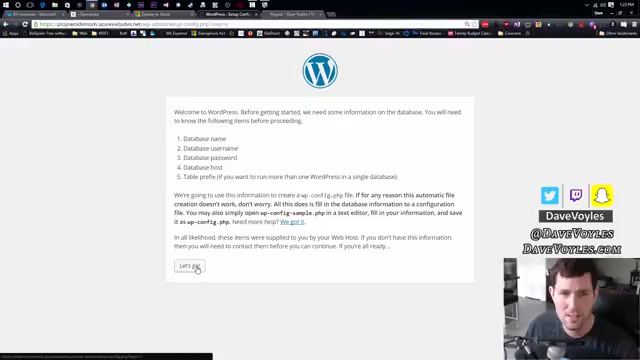 Welcome to WordPress. Before getting started, we need some information on the database. You will need
to know the following items before proceeding.
1. Database name
2. Database username
3. Database password
4. Database host
5. Table prefix (if you want to run more than one WordPress in a single database)
We're going to use this information to create a wp-config.php file. If for any reason this automatic file
creation doesn't work, don't worry. All this does is fill in the database information to a configuration
file. You may also simply open wp-config-sample.php in a text editor, fill in your information, and save
it as wp-config.php. Need more help? We got it.
In all likelihood, these items were supplied to you by your Web Host. If you don't have this information,
then you will need to contact them before you can continue. If you're all ready...
Let's go!
DaveVoyles
@DaveVoyles
DaveVoyles.com
1:25 PM